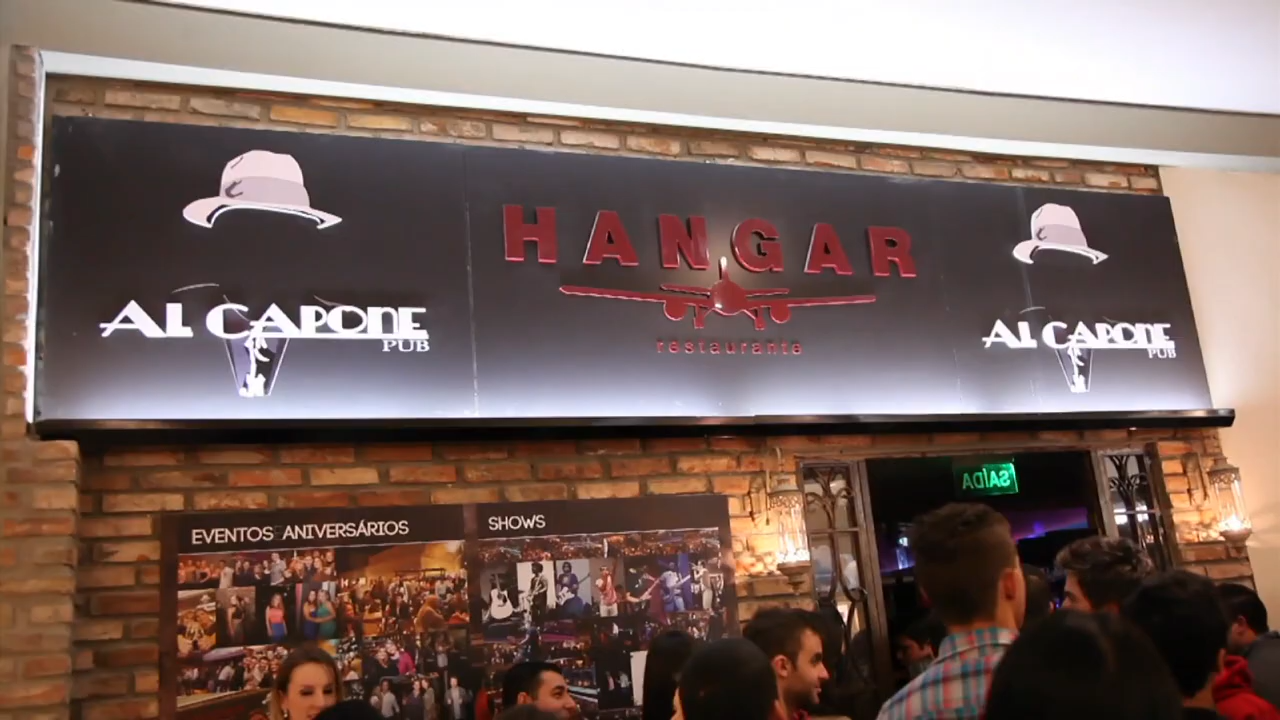 AL CAPONE
PUB
HANGAR
restaurante
AL CAPONE
PUB
SAÍDA
EVENTOS E ANIVERSÁRIOS
SHOWS